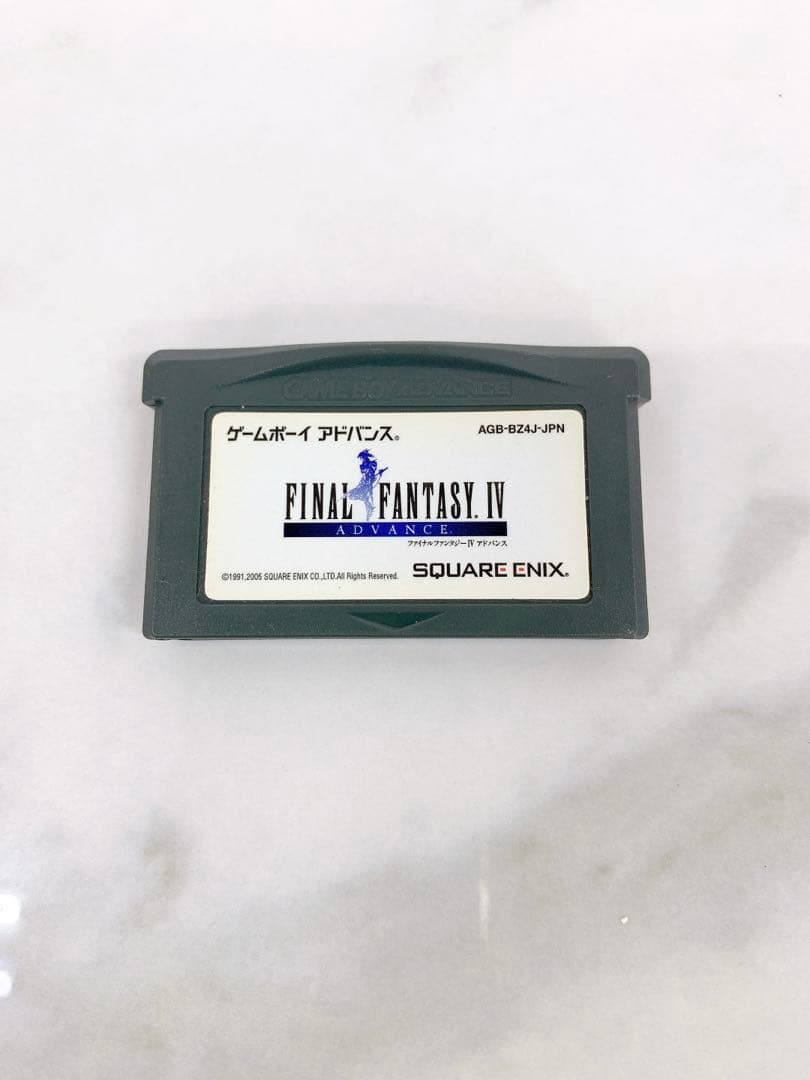 GAME BOY ADVANCE
ゲームボーイ アドバンス®
AGB-BZ4J-JPN
FINAL FANTASY. IV
ADVANCE.
ファイナルファンタジーIV アドバンス
©1991,2005 SQUARE ENIX CO.,LTD.All Rights Reserved.
SQUARE ENIX®